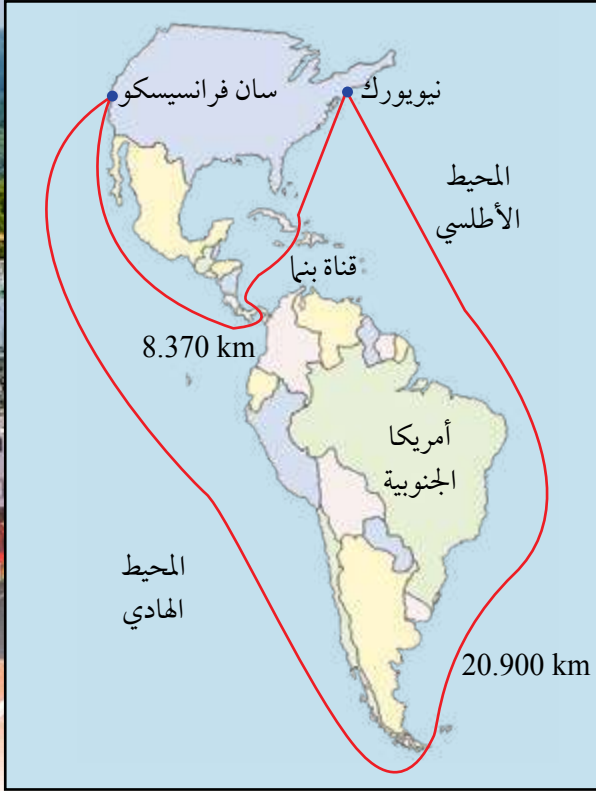 سان فرانسيسكو
نيويورك
المحيط
الأطلسي
قناة بنما
8.370 km
أمريكا
الجنوبية
المحيط
الهادي
20.900 km